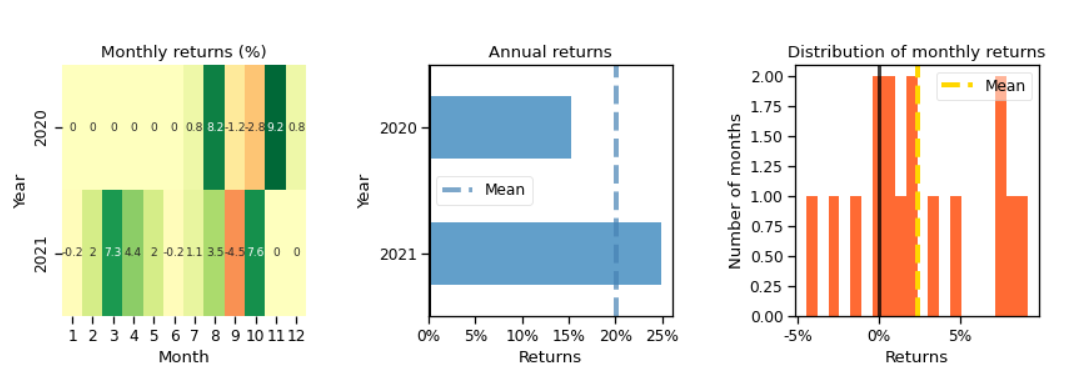 Monthly returns (%)
Year
2020
0 0 0 0 0 0 0.8 8.2 -1.2 -2.8 9.2 0.8
2021
-0.2 2 7.3 4.4 2 -0.2 1.1 3.5 -4.5 7.6 0 0
1 2 3 4 5 6 7 8 9 10 11 12
Month
Annual returns
Year
2020
Mean
2021
0% 5% 10% 15% 20% 25%
Returns
Distribution of monthly returns
Number of months
2.00
Mean
1.75
1.50
1.25
1.00
0.75
0.50
0.25
0.00
-5% 0% 5%
Returns